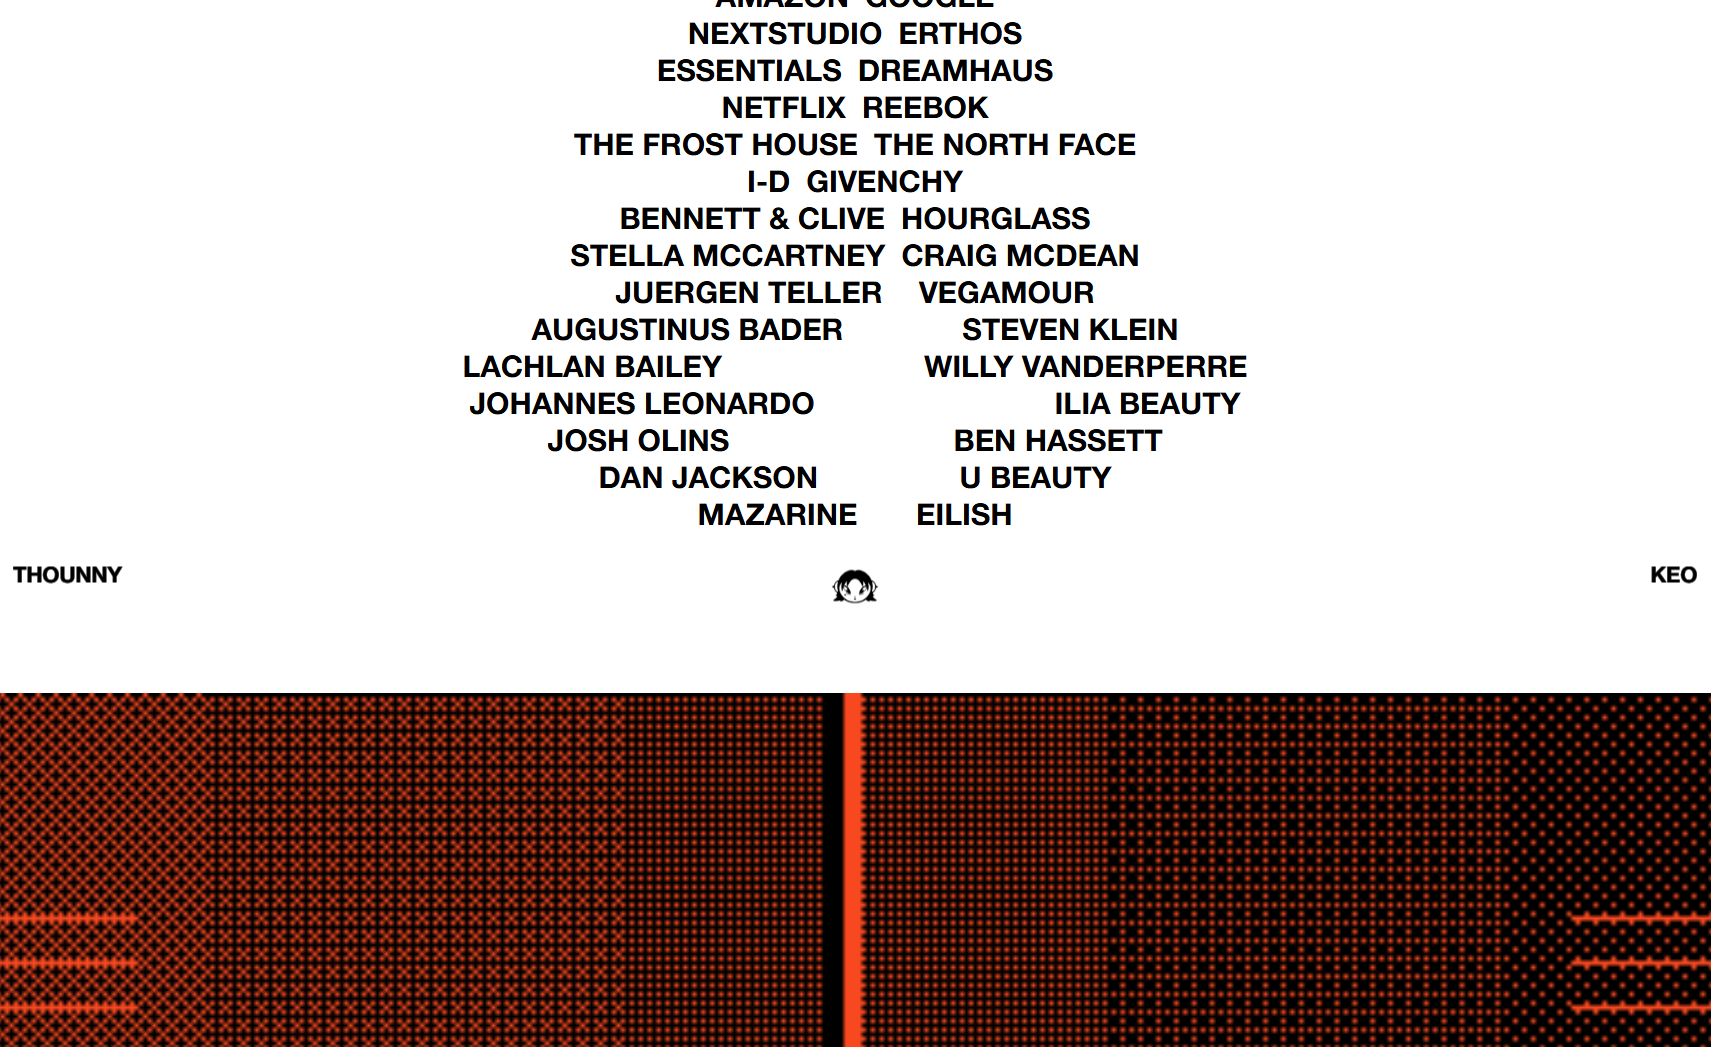 AMAZON GOOGLE
NEXTSTUDIO ERTHOS
ESSENTIALS DREAMHAUS
NETFLIX REEBOK
THE FROST HOUSE THE NORTH FACE
I-D GIVENCHY
BENNETT & CLIVE HOURGLASS
STELLA MCCARTNEY CRAIG MCDEAN
JUERGEN TELLER VEGAMOUR
AUGUSTINUS BADER STEVEN KLEIN
LACHLAN BAILEY WILLY VANDERPERRE
JOHANNES LEONARDO ILIA BEAUTY
JOSH OLINS BEN HASSETT
DAN JACKSON U BEAUTY
MAZARINE EILISH
THOUNNY KEO